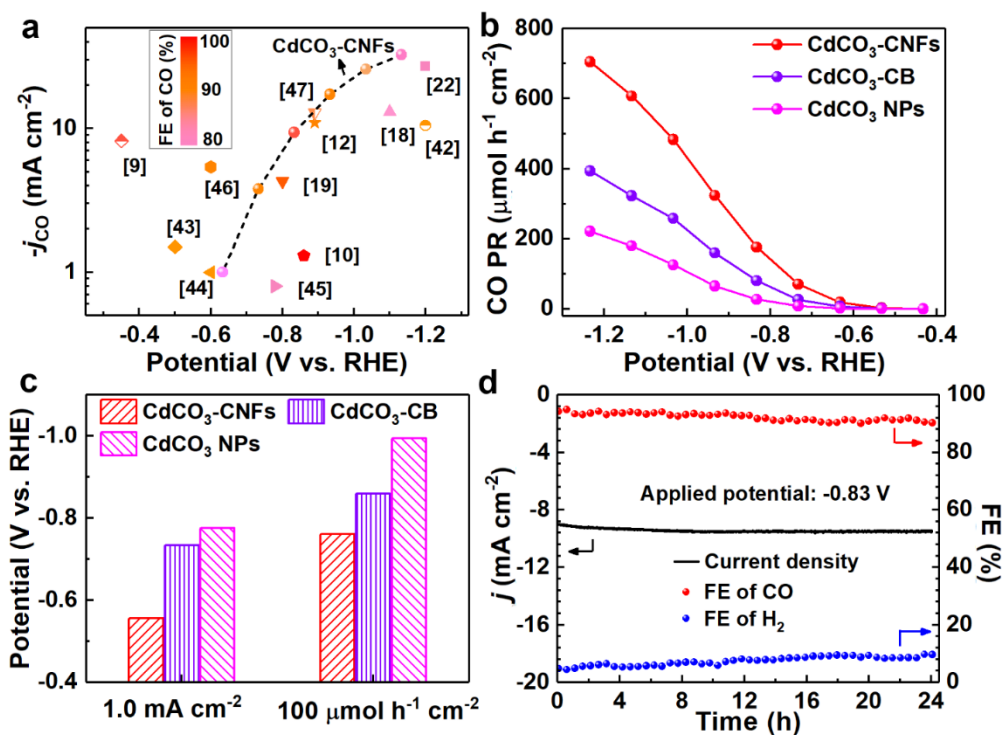 a
CdCO₃-CNFs
FE of CO (%)
100
90
80
[47]
[22]
[12]
[18]
[42]
[9]
[46]
[19]
[43]
[10]
[44]
[45]
10
1
-j_CO (mA cm⁻²)
-0.4 -0.6 -0.8 -1.0 -1.2
Potential (V vs. RHE)
b
CdCO₃-CNFs
CdCO₃-CB
CdCO₃ NPs
800
600
400
200
0
CO PR (μmol h⁻¹ cm⁻²)
-1.2 -1.0 -0.8 -0.6 -0.4
Potential (V vs. RHE)
c
CdCO₃-CNFs
CdCO₃-CB
CdCO₃ NPs
-1.0
-0.8
-0.6
-0.4
Potential (V vs. RHE)
1.0 mA cm⁻²
100 μmol h⁻¹ cm⁻²
d
0
-4
-8
-12
-16
-20
j (mA cm⁻²)
Applied potential: -0.83 V
Current density
FE of CO
FE of H₂
100
80
60
40
20
0
FE (%)
0 4 8 12 16 20 24
Time (h)